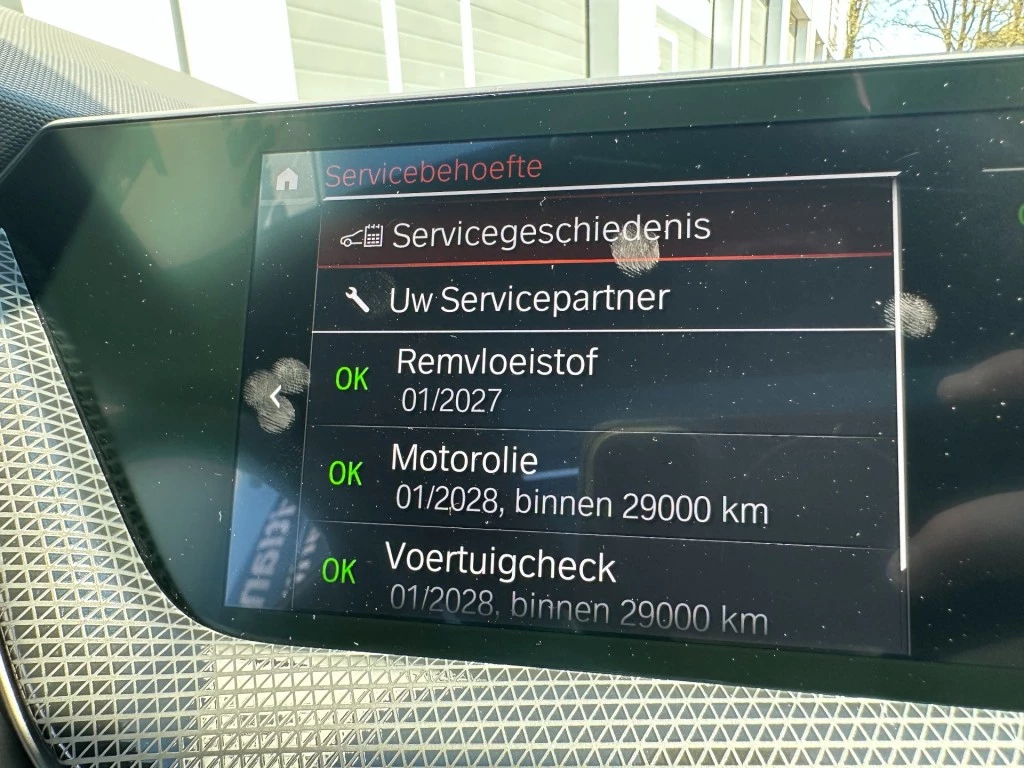 Servicebehoefte
Servicegeschiedenis
Uw Servicepartner
OK
Remvloeistof
01/2027
OK
Motorolie
01/2028, binnen 29000 km
OK
Voertuigcheck
01/2028, binnen 29000 km